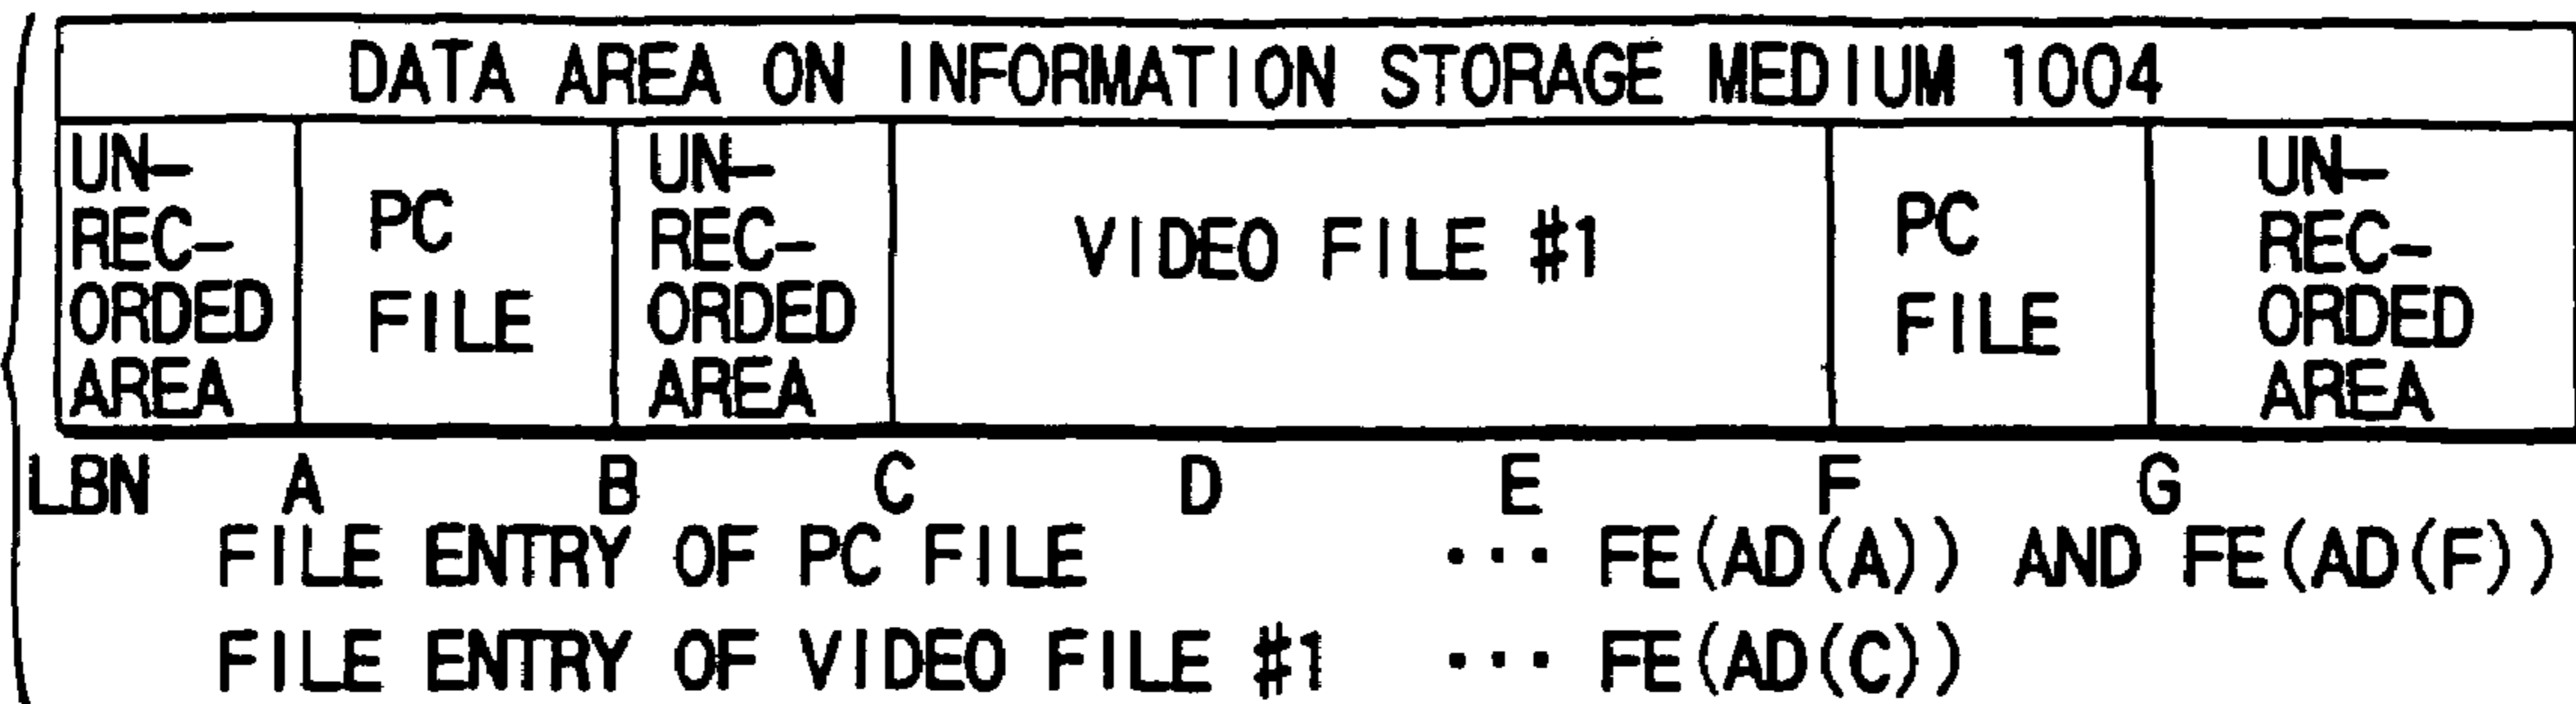 DATA AREA ON INFORMATION STORAGE MEDIUM 1004
UN-
REC-
ORDED
AREA
PC
FILE
UN-
REC-
ORDED
AREA
VIDEO FILE #1
PC
FILE
UN-
REC-
ORDED
AREA
LBN A B C D E F G
FILE ENTRY OF PC FILE ··· FE(AD(A)) AND FE(AD(F))
FILE ENTRY OF VIDEO FILE #1 ··· FE(AD(C))